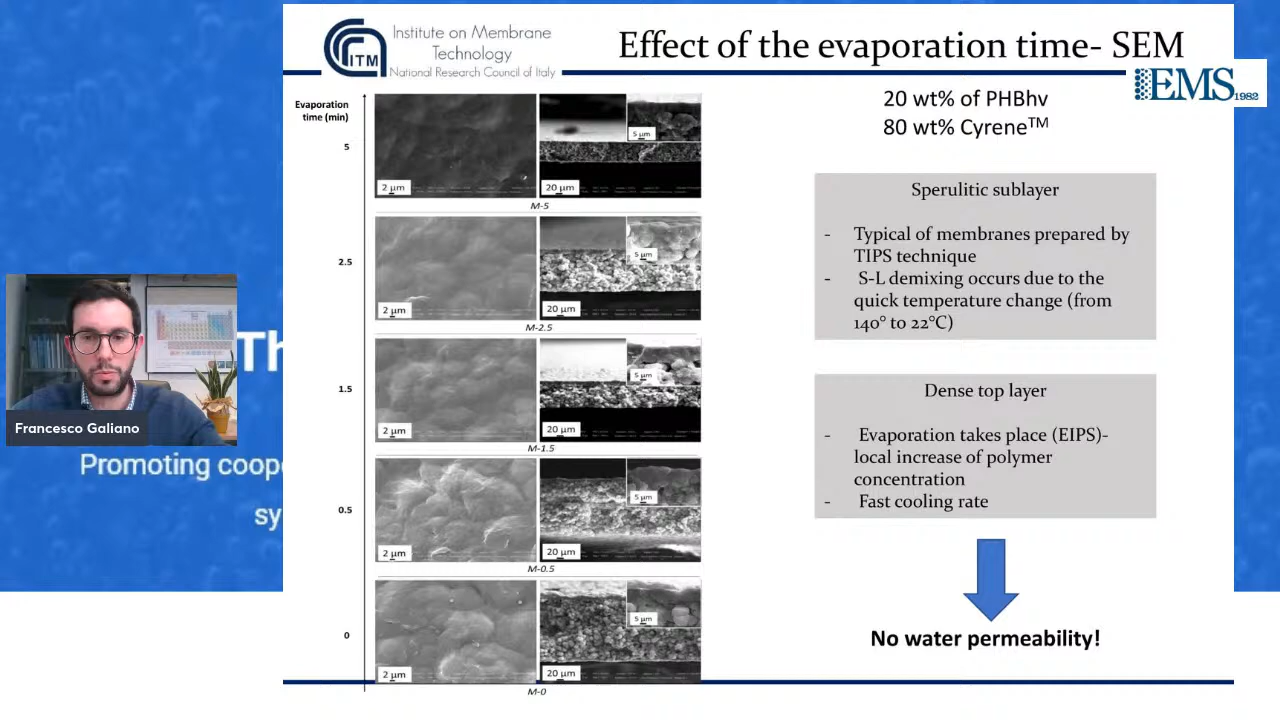 ITM
Institute on Membrane
Technology
National Research Council of Italy
Effect of the evaporation time- SEM
EMS 1982
Evaporation
time (min)
5
2 µm
20 µm
5 µm
M-5
2.5
2 µm
20 µm
5 µm
M-2.5
1.5
2 µm
20 µm
5 µm
M-1.5
0.5
2 µm
20 µm
5 µm
M-0.5
0
2 µm
20 µm
5 µm
M-0
20 wt% of PHBhv
80 wt% Cyrene™
Sperulitic sublayer
- Typical of membranes prepared by
TIPS technique
- S-L demixing occurs due to the
quick temperature change (from
140° to 22°C)
Dense top layer
- Evaporation takes place (EIPS)-
local increase of polymer
concentration
- Fast cooling rate
No water permeability!
Francesco Galiano
Th
Promoting coope
sy